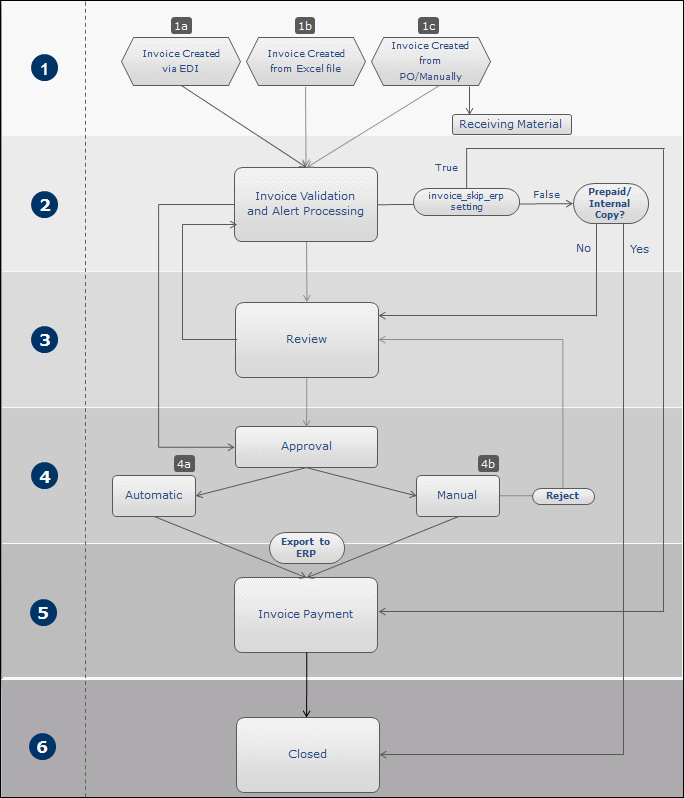 1a
1b
1c
1
Invoice Created
via EDI
Invoice Created
from Excel file
Invoice Created
from
PO/Manually
Receiving Material
2
True
Invoice Validation
and Alert Processing
invoice_skip_erp
setting
False
Prepaid/
Internal
Copy?
No
Yes
3
Review
4
Approval
4a
4b
Automatic
Manual
Reject
Export to
ERP
5
Invoice Payment
6
Closed